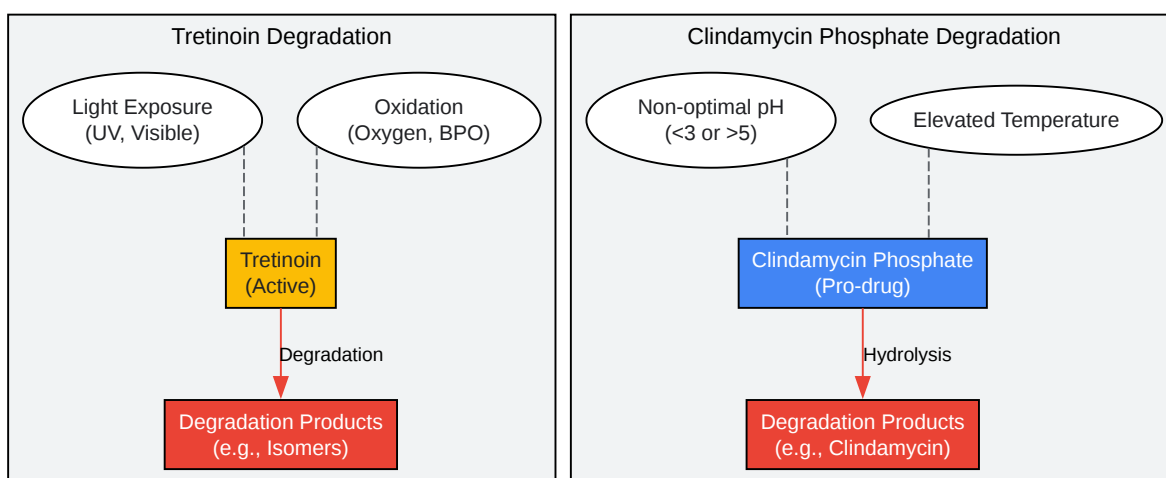 Tretinoin Degradation
Light Exposure
(UV, Visible)
Oxidation
(Oxygen, BPO)
Tretinoin
(Active)
Degradation
Degradation Products
(e.g., Isomers)
Clindamycin Phosphate Degradation
Non-optimal pH
(<3 or >5)
Elevated Temperature
Clindamycin Phosphate
(Pro-drug)
Hydrolysis
Degradation Products
(e.g., Clindamycin)